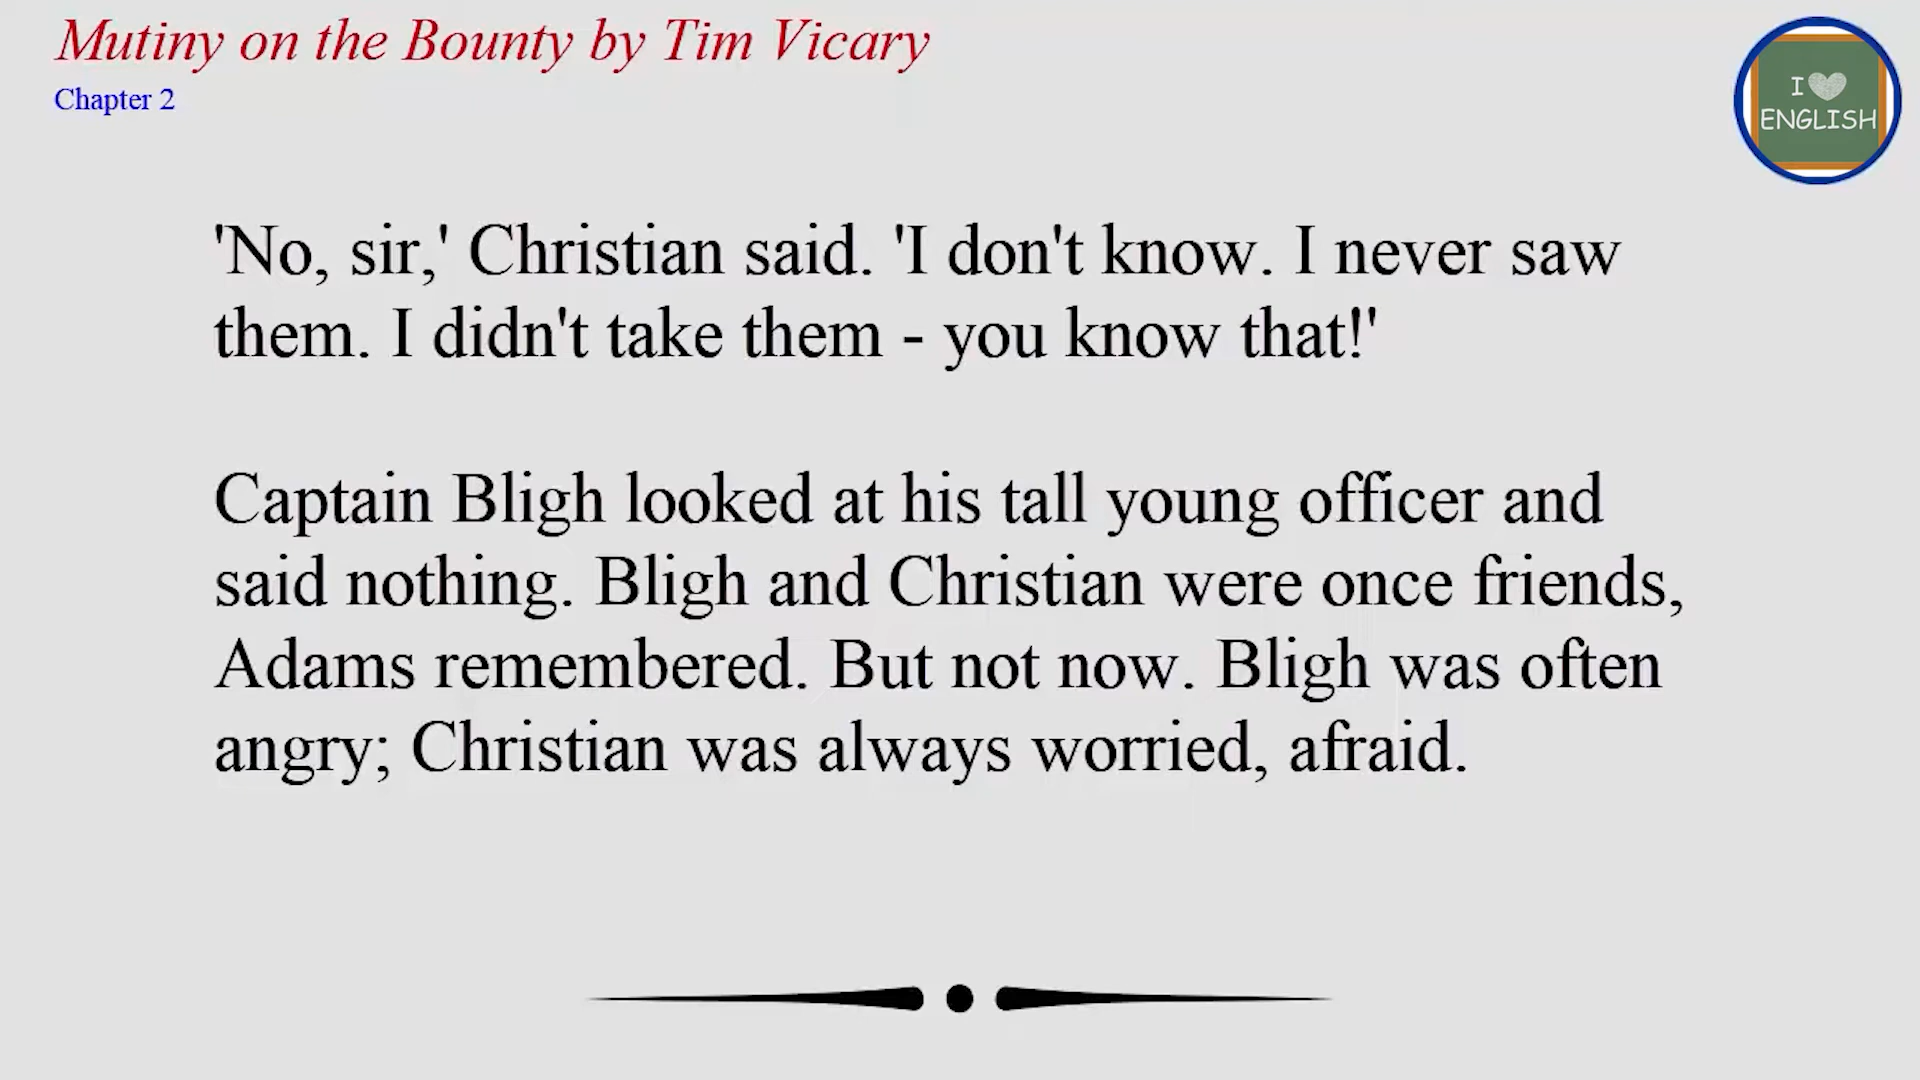 Mutiny on the Bounty by Tim Vicary
Chapter 2
I
ENGLISH
'No, sir,' Christian said. 'I don't know. I never saw
them. I didn't take them - you know that!'
Captain Bligh looked at his tall young officer and
said nothing. Bligh and Christian were once friends,
Adams remembered. But not now. Bligh was often
angry; Christian was always worried, afraid.